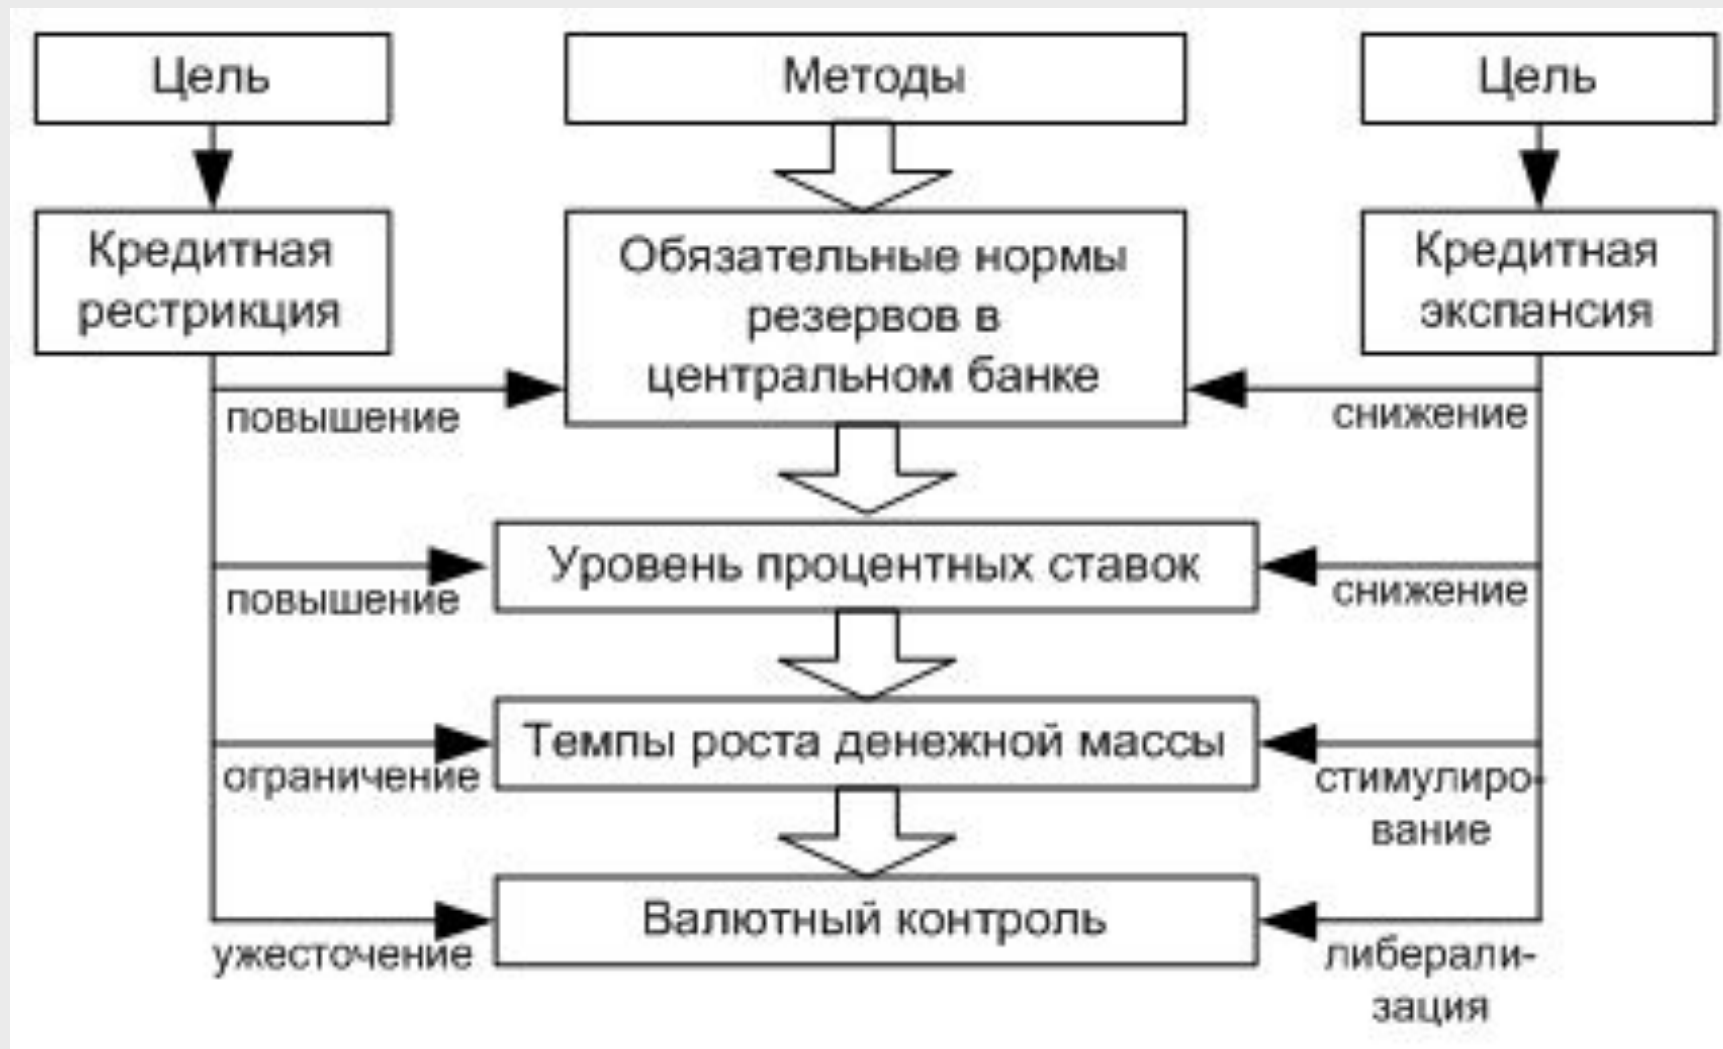 Цель
Методы
Цель
Кредитная
рестрикция
Обязательные нормы
резервов в
центральном банке
Кредитная
экспансия
повышение
снижение
Уровень процентных ставок
повышение
снижение
Темпы роста денежной массы
ограничение
стимулиро-
вание
Валютный контроль
ужесточение
либерали-
зация